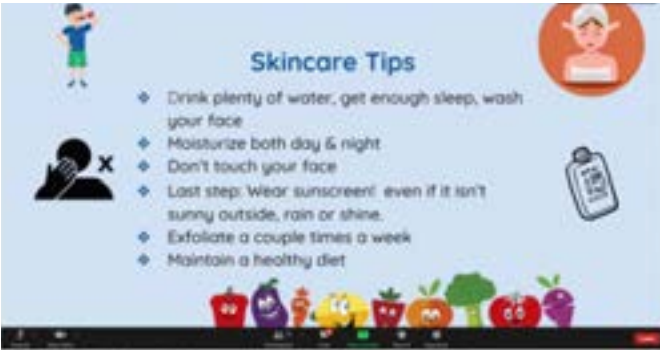 Skincare Tips
Drink plenty of water, get enough sleep, wash
your face
Moisturize both day & night
Don't touch your face
Last step: Wear sunscreen! even if it isn't
sunny outside, rain or shine.
Exfoliate a couple times a week
Maintain a healthy diet